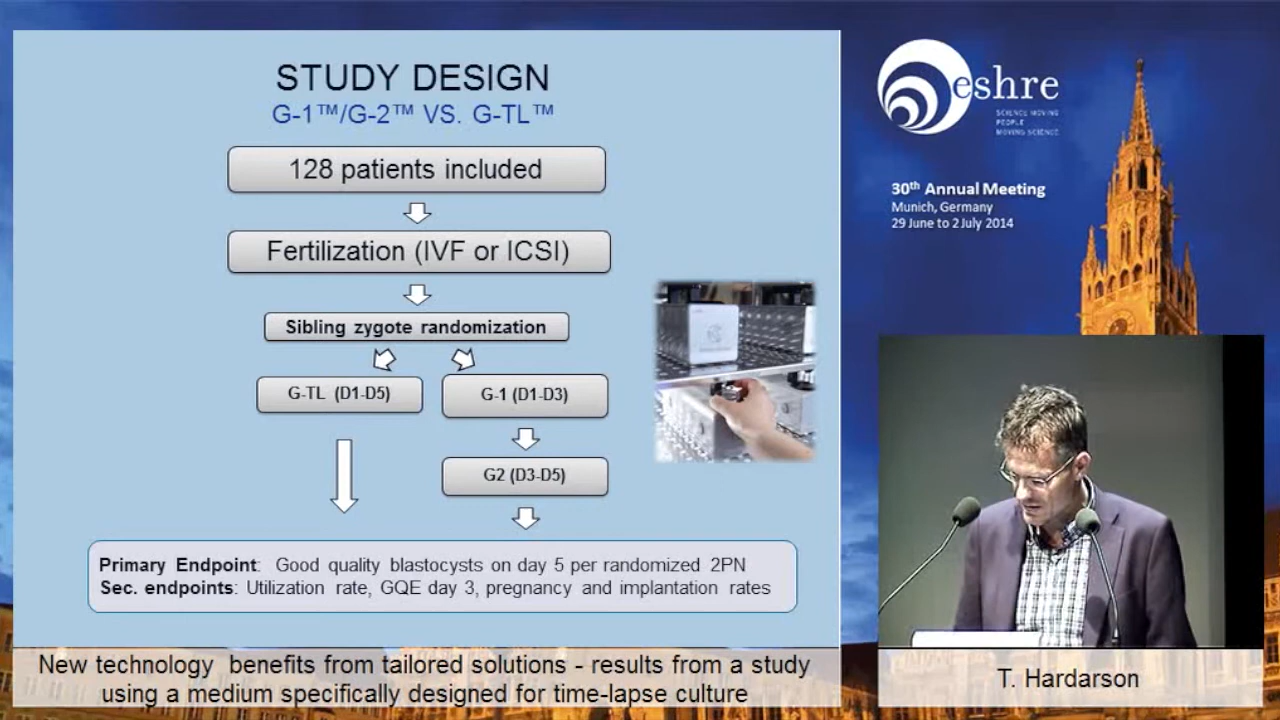 STUDY DESIGN
G-1™/G-2™ VS. G-TL™
128 patients included
Fertilization (IVF or ICSI)
Sibling zygote randomization
G-TL (D1-D5)
G-1 (D1-D3)
G2 (D3-D5)
Primary Endpoint: Good quality blastocysts on day 5 per randomized 2PN
Sec. endpoints: Utilization rate, GQE day 3, pregnancy and implantation rates
New technology benefits from tailored solutions - results from a study
using a medium specifically designed for time-lapse culture
eshre
SCIENCE MOVING
PEOPLE
MOVING SCIENCE
30th Annual Meeting
Munich, Germany
29 June to 2 July 2014
T. Hardarson